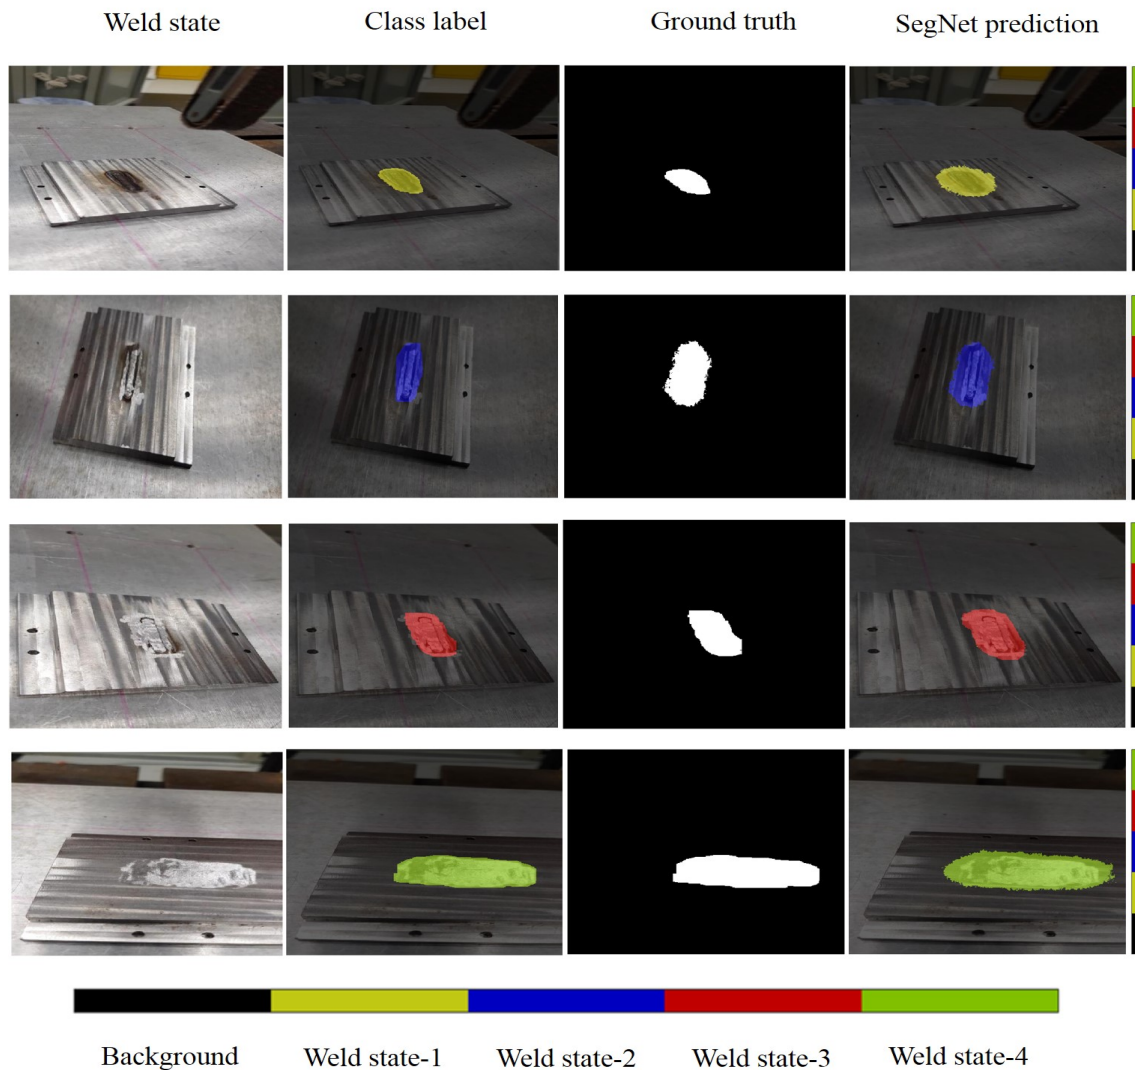 Weld state Class label Ground truth SegNet prediction
Background Weld state-1 Weld state-2 Weld state-3 Weld state-4